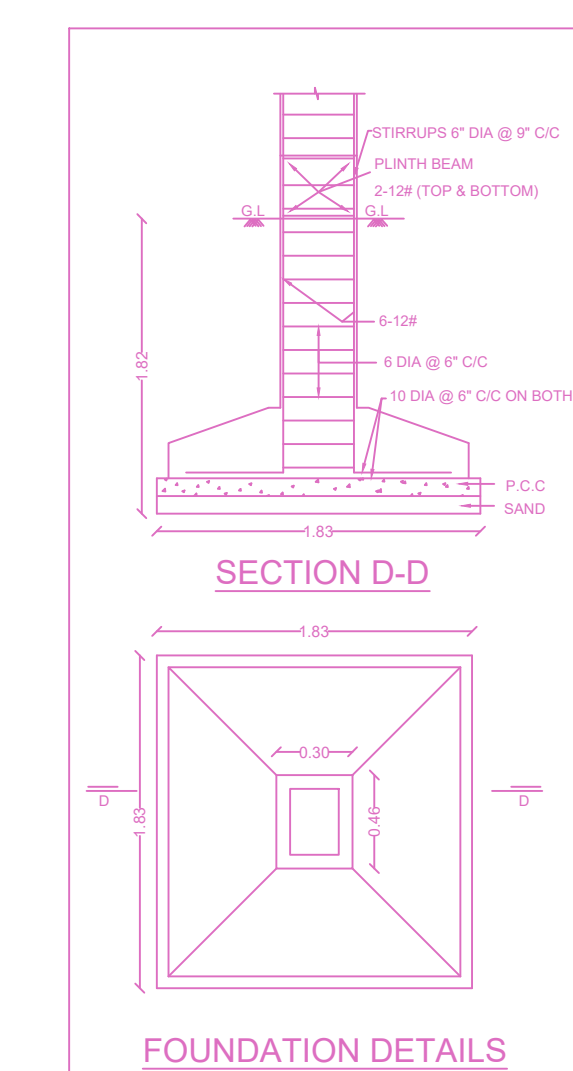 STIRRUPS 6" DIA @ 9" C/C
PLINTH BEAM
2-12# (TOP & BOTTOM)
G.L
G.L
6-12#
1.82
6 DIA @ 6" C/C
10 DIA @ 6" C/C ON BOTH
P.C.C
SAND
1.83
SECTION D-D
1.83
0.30
D
D
1.83
0.46
FOUNDATION DETAILS